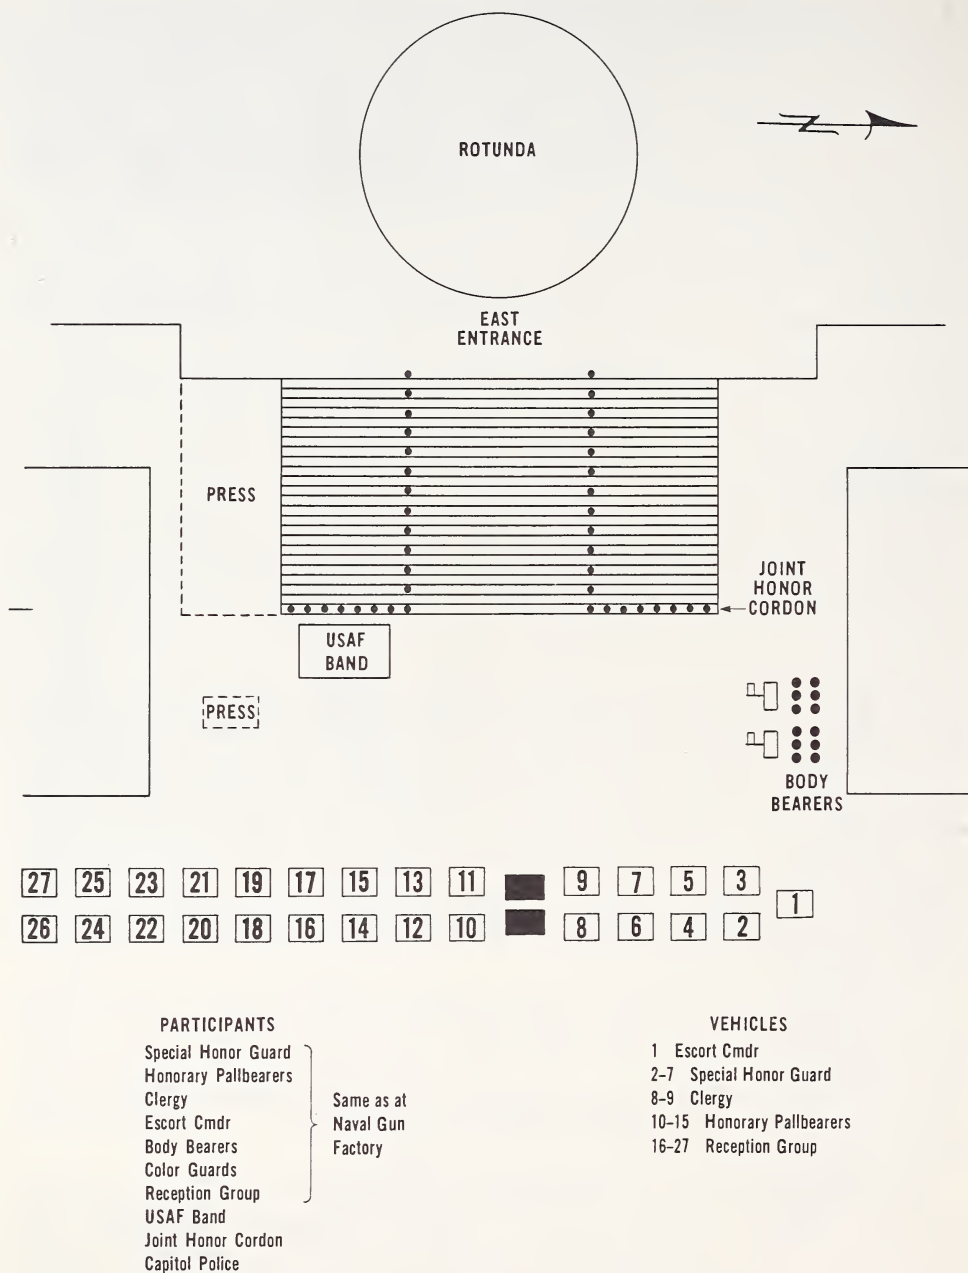 ROTUNDA
EAST
ENTRANCE
PRESS
JOINT
HONOR
CORDON
USAF
BAND
PRESS
BODY
BEARERS
27 25 23 21 19 17 15 13 11 9 7 5 3
1
26 24 22 20 18 16 14 12 10 8 6 4 2
PARTICIPANTS
Special Honor Guard
Honorary Pallbearers
Clergy
Escort Cmdr
Body Bearers
Color Guards
Reception Group
Same as at
Naval Gun
Factory
USAF Band
Joint Honor Cordon
Capitol Police
VEHICLES
1 Escort Cmdr
2-7 Special Honor Guard
8-9 Clergy
10-15 Honorary Pallbearers
16-27 Reception Group